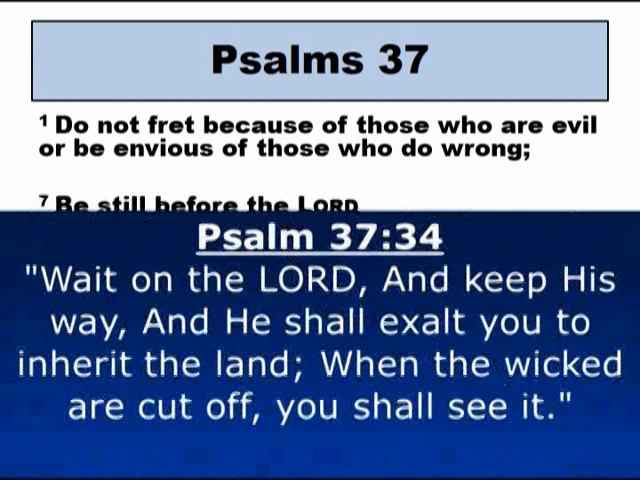 Psalms 37
1 Do not fret because of those who are evil
or be envious of those who do wrong;
7 Be still before the LORD
Psalm 37:34
"Wait on the LORD, And keep His
way, And He shall exalt you to
inherit the land; When the wicked
are cut off, you shall see it."